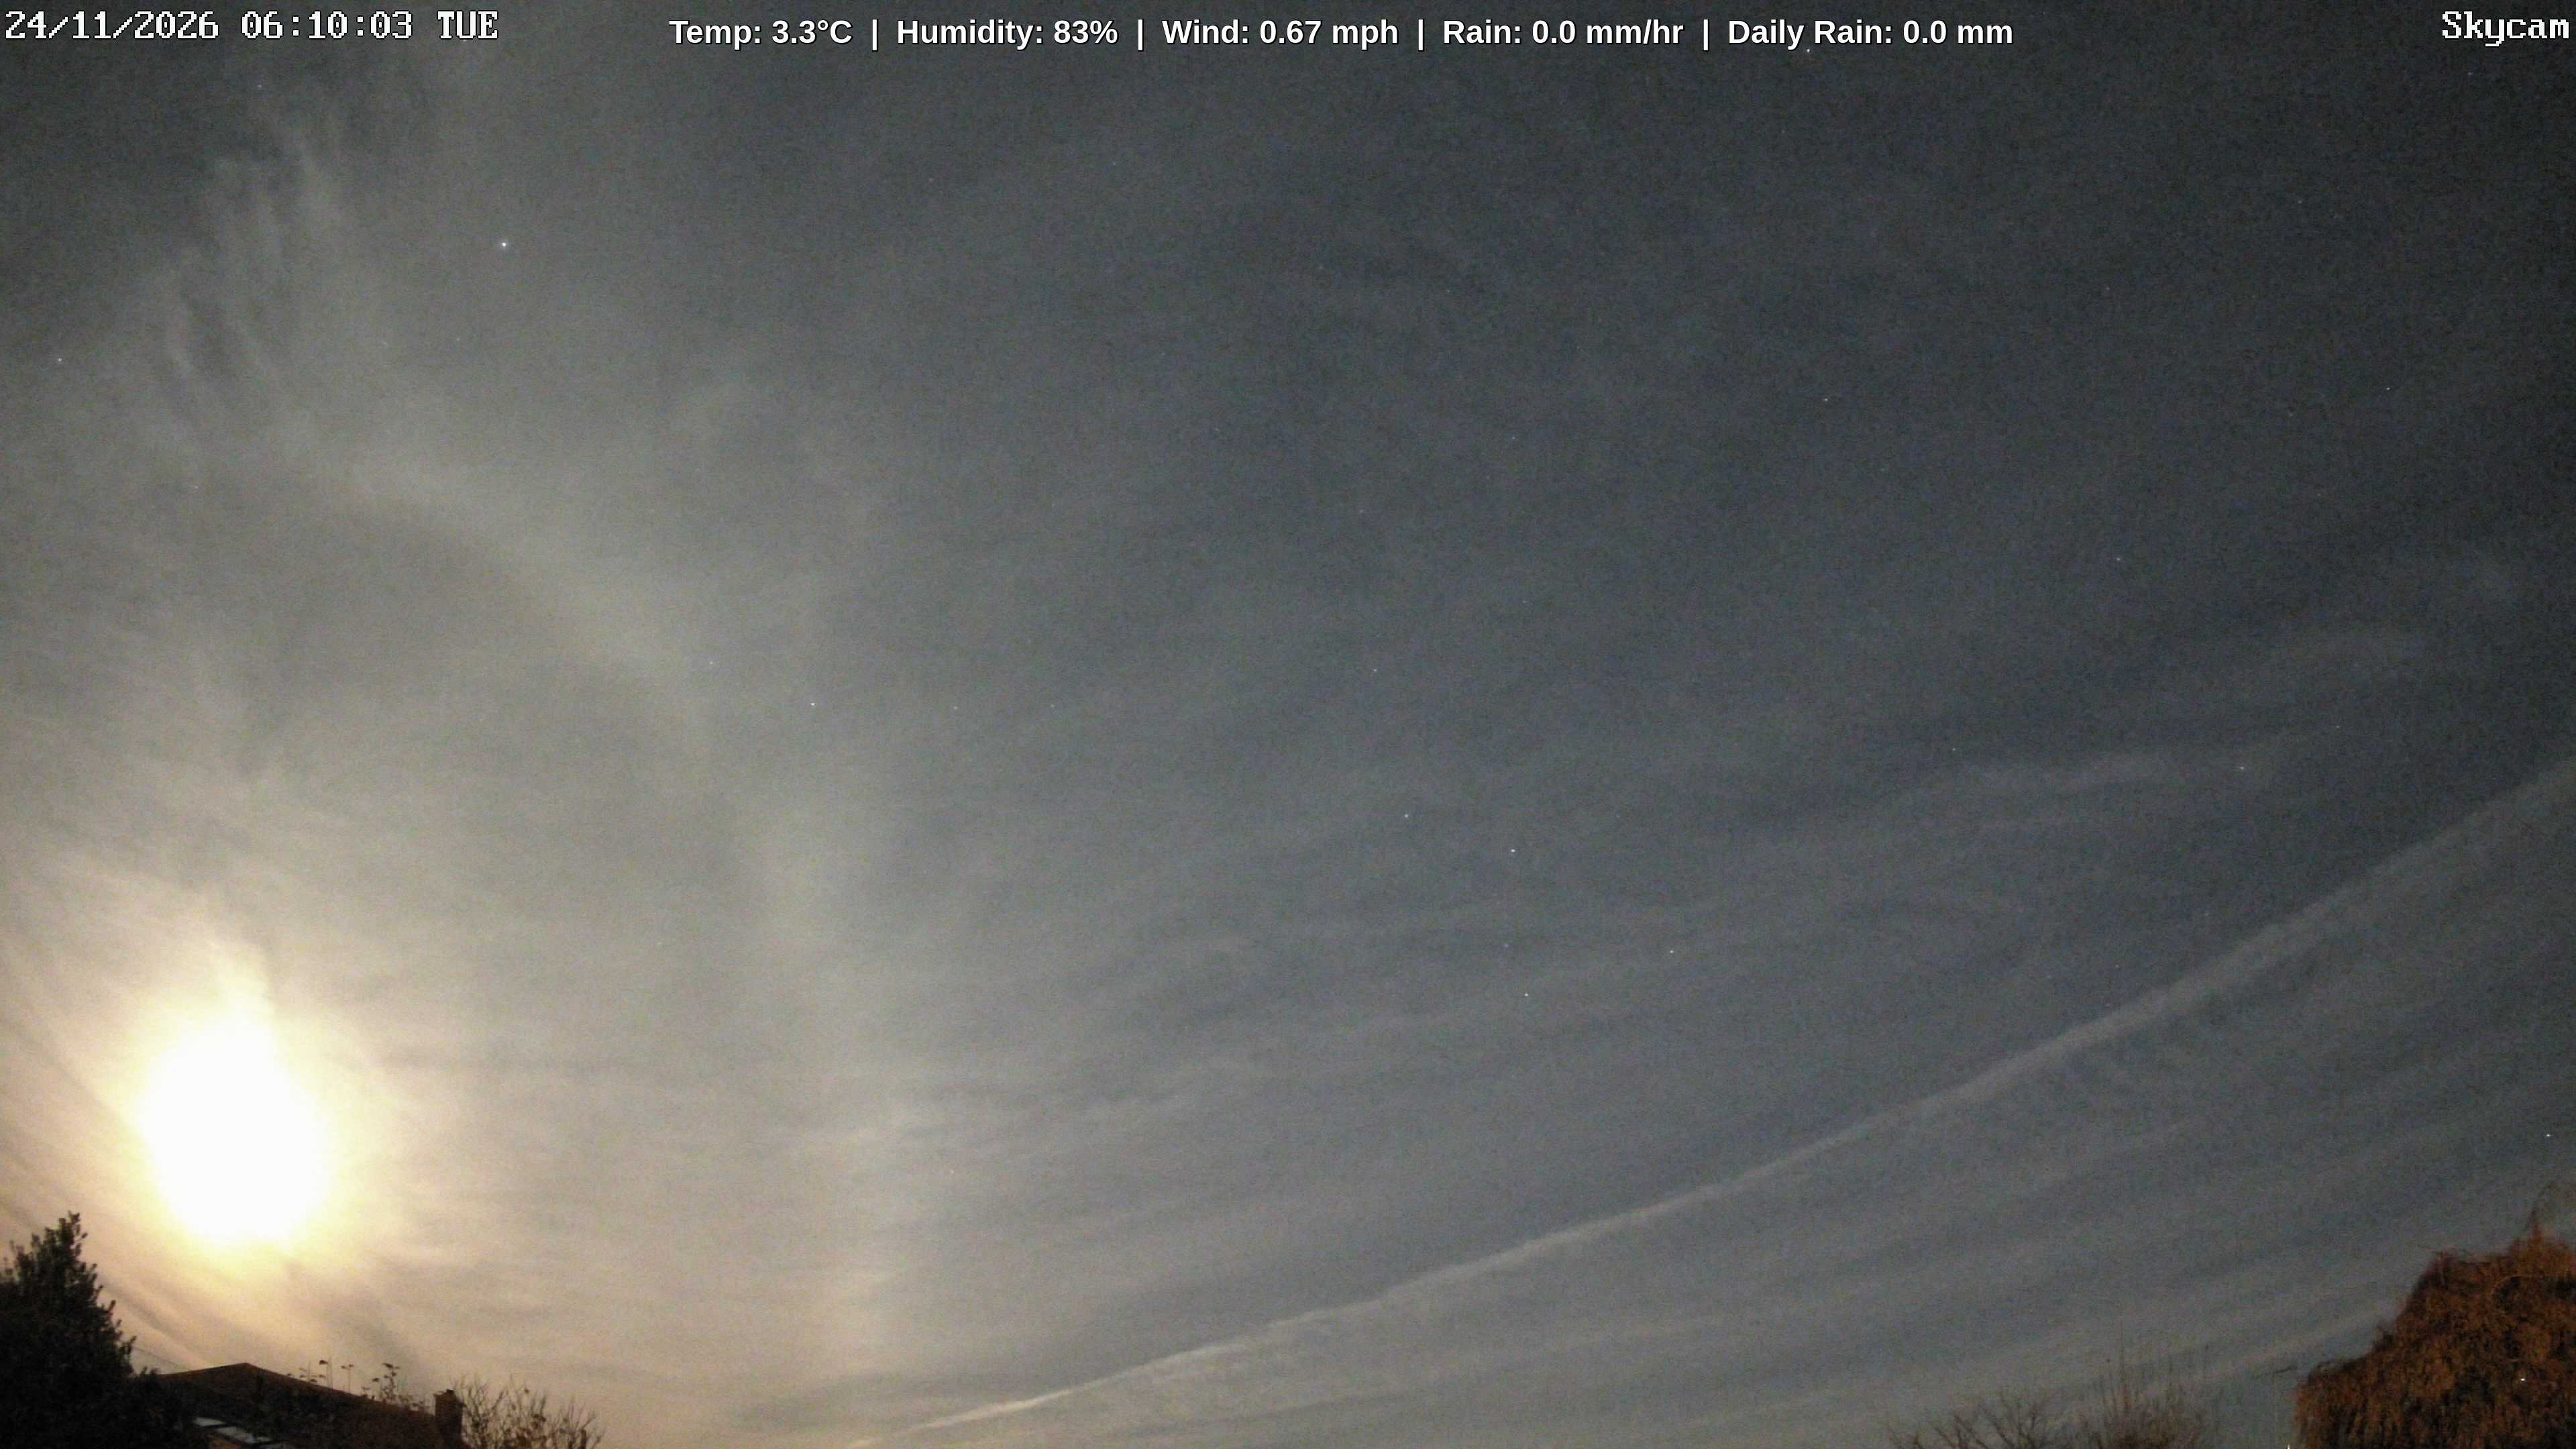 24/11/2026 06:10:03 TUE
Temp: 3.3°C | Humidity: 83% | Wind: 0.67 mph | Rain: 0.0 mm/hr | Daily Rain: 0.0 mm
Skycam